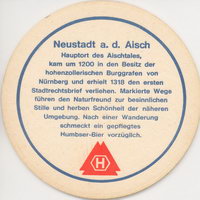 Neustadt a. d. Aisch
Hauptort des Aischtales,
kam um 1200 in den Besitz der
hohenzollerischen Burggrafen von
Nürnberg und erhielt 1318 den ersten
Stadtrechtsbrief verliehen. Markierte Wege
führen den Naturfreund zur besinnlichen
Stille und herben Schönheit der näheren
Umgebung. Nach einer Wanderung
schmeckt ein gepflegtes
Humbser-Bier vorzüglich.
H